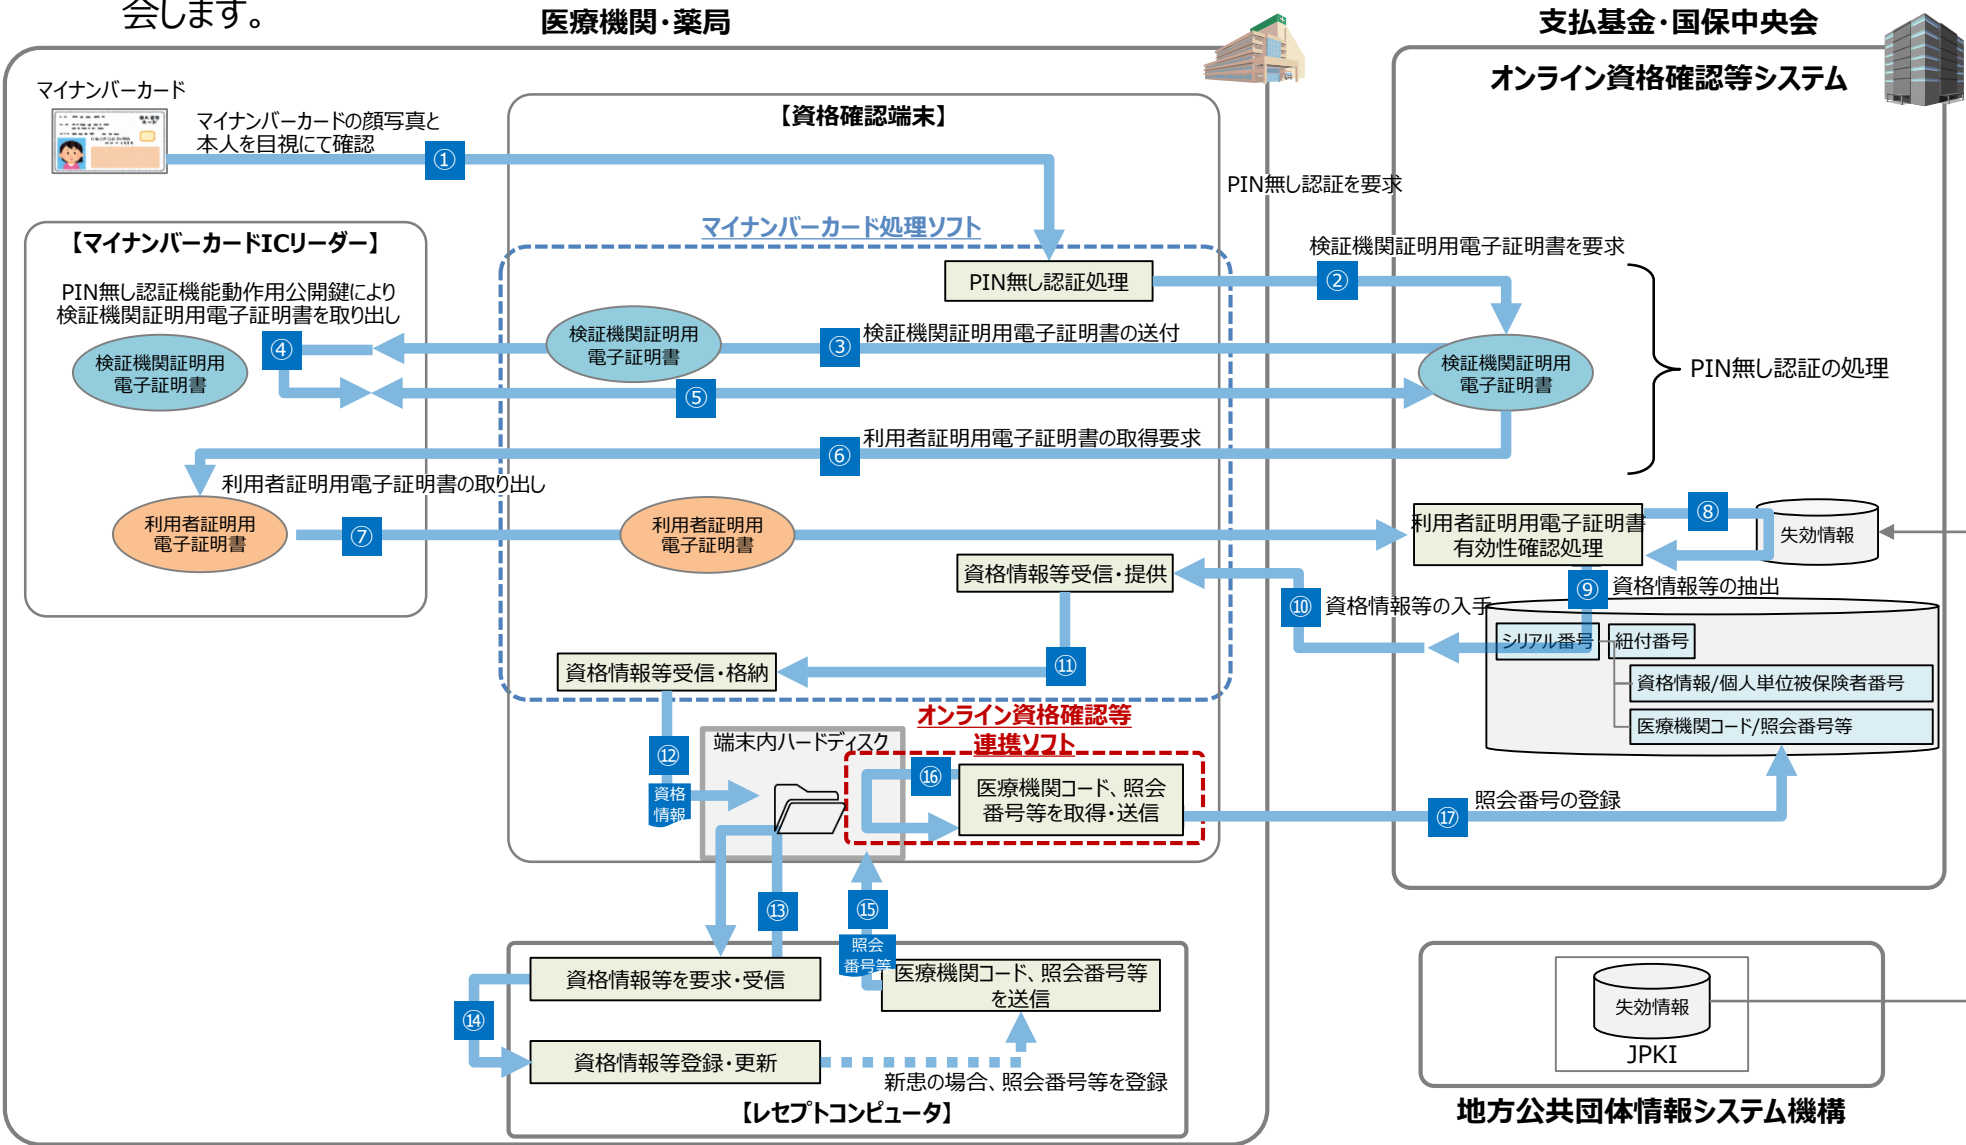 会します。
医療機関・薬局
支払基金・国保中央会
オンライン資格確認等システム
マイナンバーカード
マイナンバーカードの顔写真と
本人を目視にて確認
①
【資格確認端末】
PIN無し認証を要求
マイナンバーカード処理ソフト
【マイナンバーカードICリーダー】
PIN無し認証処理
検証機関証明用電子証明書を要求
②
PIN無し認証機能動作用公開鍵により
検証機関証明用電子証明書を取り出し
④
検証機関証明用
電子証明書
検証機関証明用
電子証明書
③
検証機関証明用電子証明書の送付
検証機関証明用
電子証明書
PIN無し認証の処理
⑤
⑥
利用者証明用電子証明書の取得要求
利用者証明用電子証明書の取り出し
利用者証明用
電子証明書
⑦
利用者証明用
電子証明書
利用者証明用電子証明書
有効性確認処理
⑧
失効情報
資格情報等受信・提供
⑨
資格情報等の抽出
⑩
資格情報等の入手
シリアル番号
紐付番号
資格情報/個人単位被保険者番号
医療機関コード/照会番号等
⑪
資格情報等受信・格納
オンライン資格確認等
連携ソフト
端末内ハードディスク
⑫
資格
情報
⑯
医療機関コード、照会
番号等を取得・送信
照会番号の登録
⑰
⑬
⑮
照会
番号等
資格情報等を要求・受信
医療機関コード、照会番号等
を送信
⑭
資格情報等登録・更新
新患の場合、照会番号等を登録
【レセプトコンピュータ】
失効情報
JPKI
地方公共団体情報システム機構